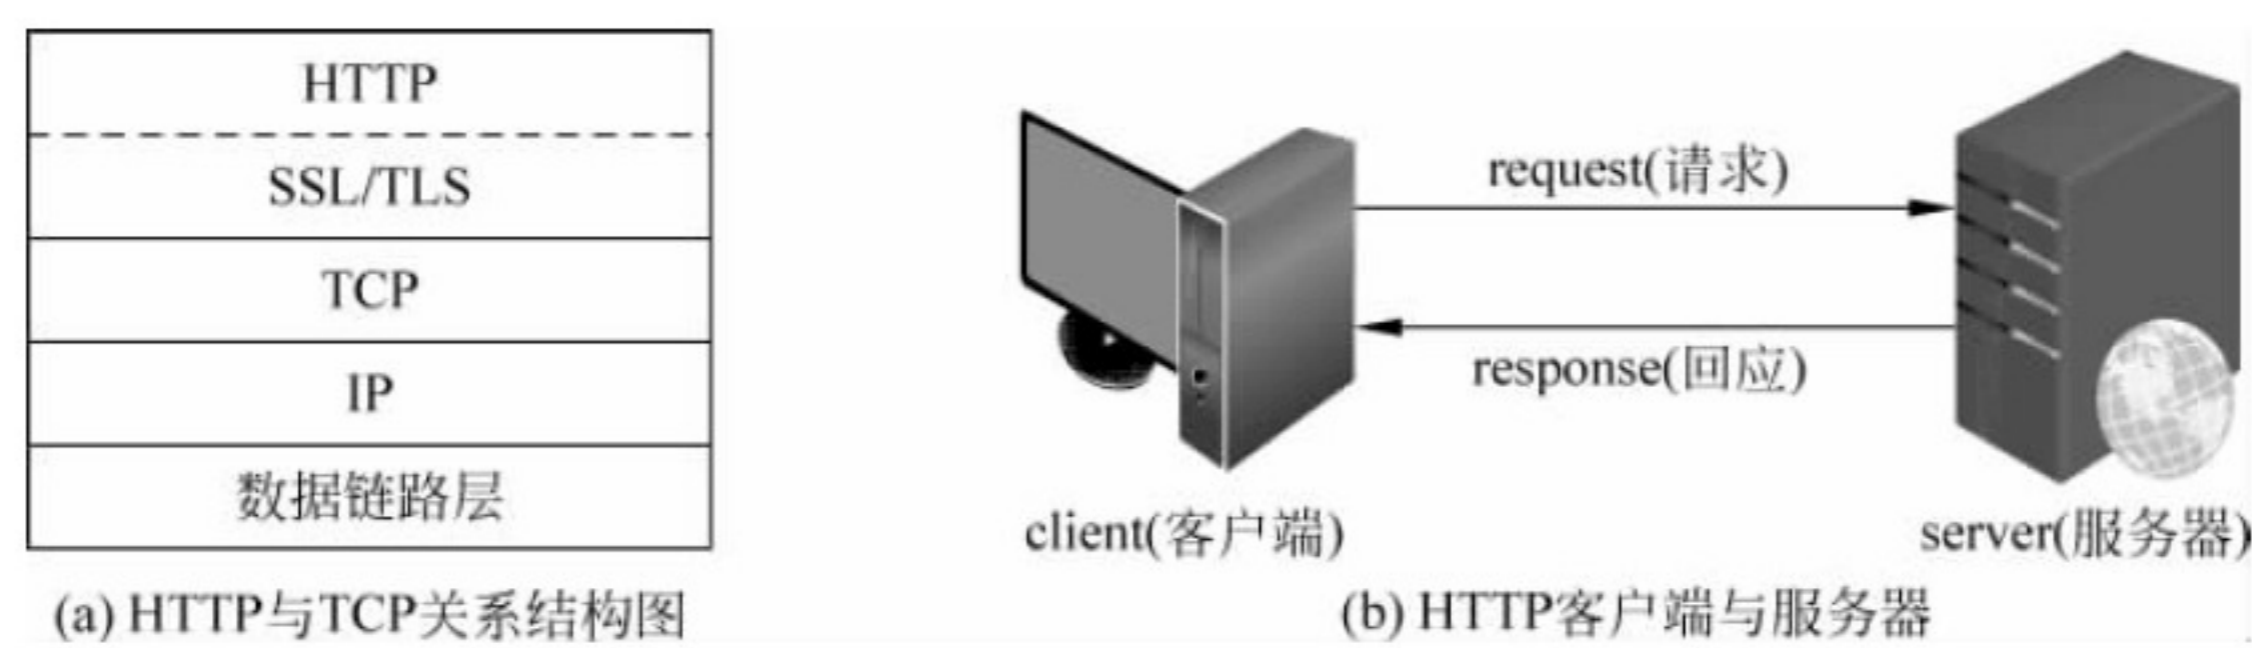 HTTP
SSL/TLS
TCP
IP
数据链路层
(a) HTTP与TCP关系结构图
request(请求)
response(回应)
client(客户端)
server(服务器)
(b) HTTP客户端与服务器